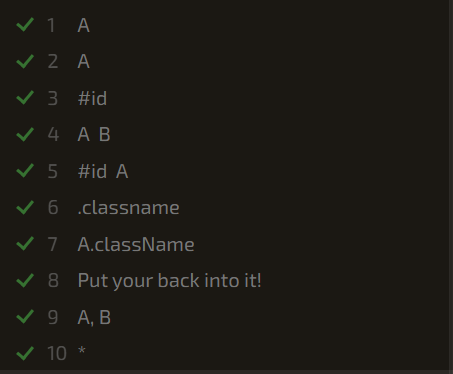 1 A
2 A
3 #id
4 A B
5 #id A
6 .classname
7 A.className
8 Put your back into it!
9 A, B
10 *